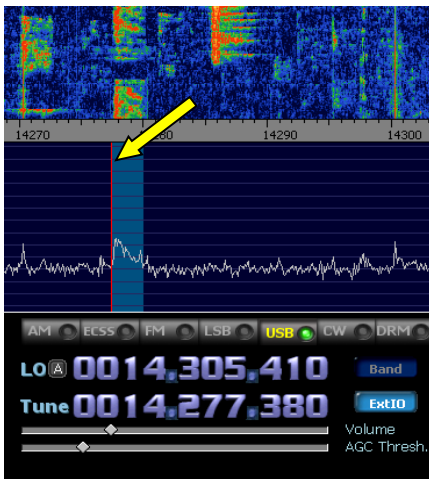 14270 80 14290 14300
AM ECSS FM LSB USB CW DRM
LO A 0014.305.410 Band
Tune 0014.277.380 ExtIO
Volume
AGC Thresh.